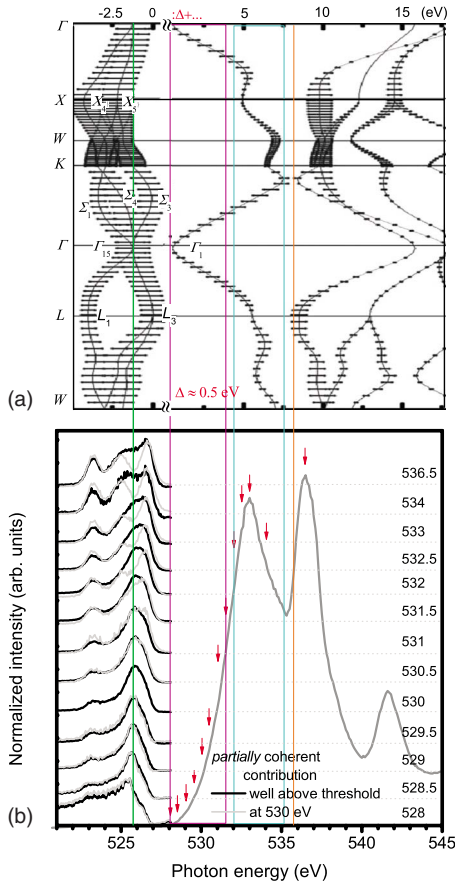 -2.5 0 :Δ+... 5 10 15 (eV)
Γ
X X4 X5
W
K
Σ1 Σ4 Σ3
Γ Γ15 Γ1
L L1 L3
W
(a) Δ ≈ 0.5 eV
Normalized intensity (arb. units)
536.5
534
533
532.5
532
531.5
531
530.5
530
529.5
529
528.5
528
partially coherent
contribution
well above threshold
at 530 eV
(b)
525 530 535 540 545
Photon energy (eV)